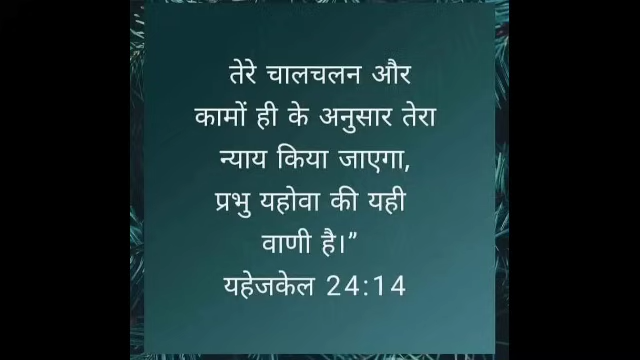 तेरे चालचलन और
कामों ही के अनुसार तेरा
न्याय किया जाएगा,
प्रभु यहोवा की यही
वाणी है।”
यहेजकेल 24:14